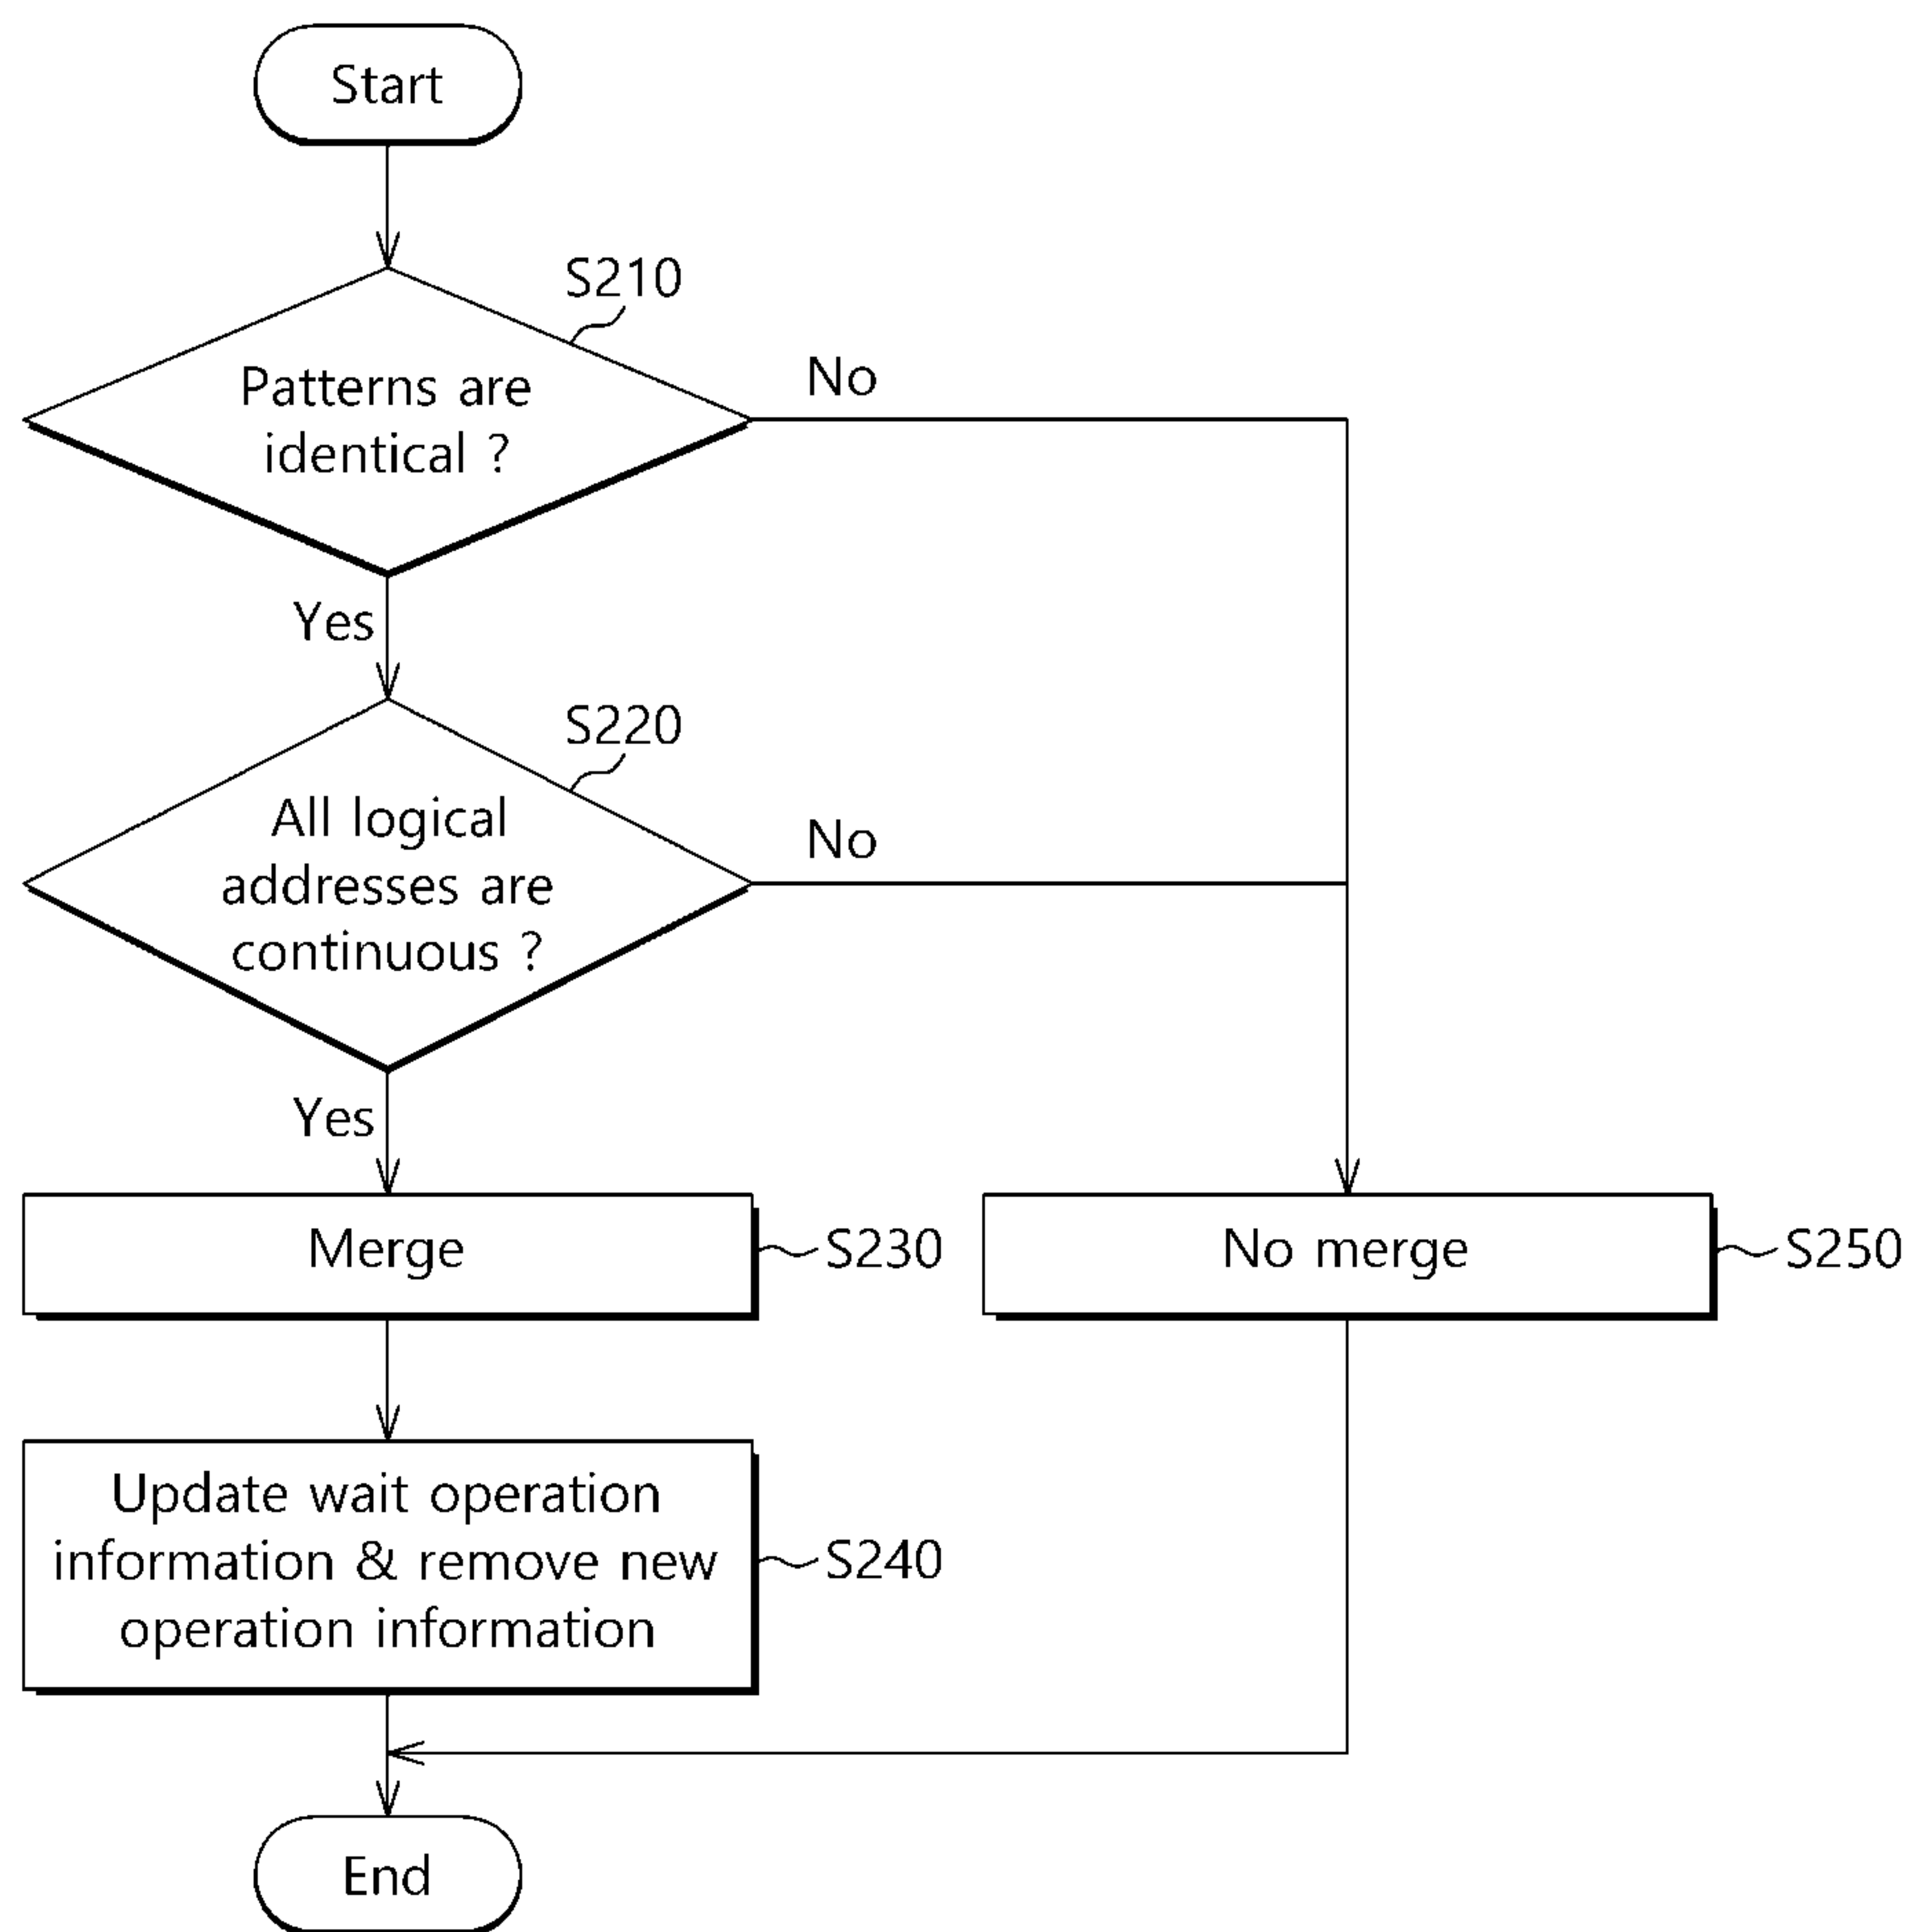 Start
S210
Patterns are
identical ?
No
Yes
S220
All logical
addresses are
continuous ?
No
Yes
Merge
S230
No merge
S250
Update wait operation
information & remove new
operation information
S240
End